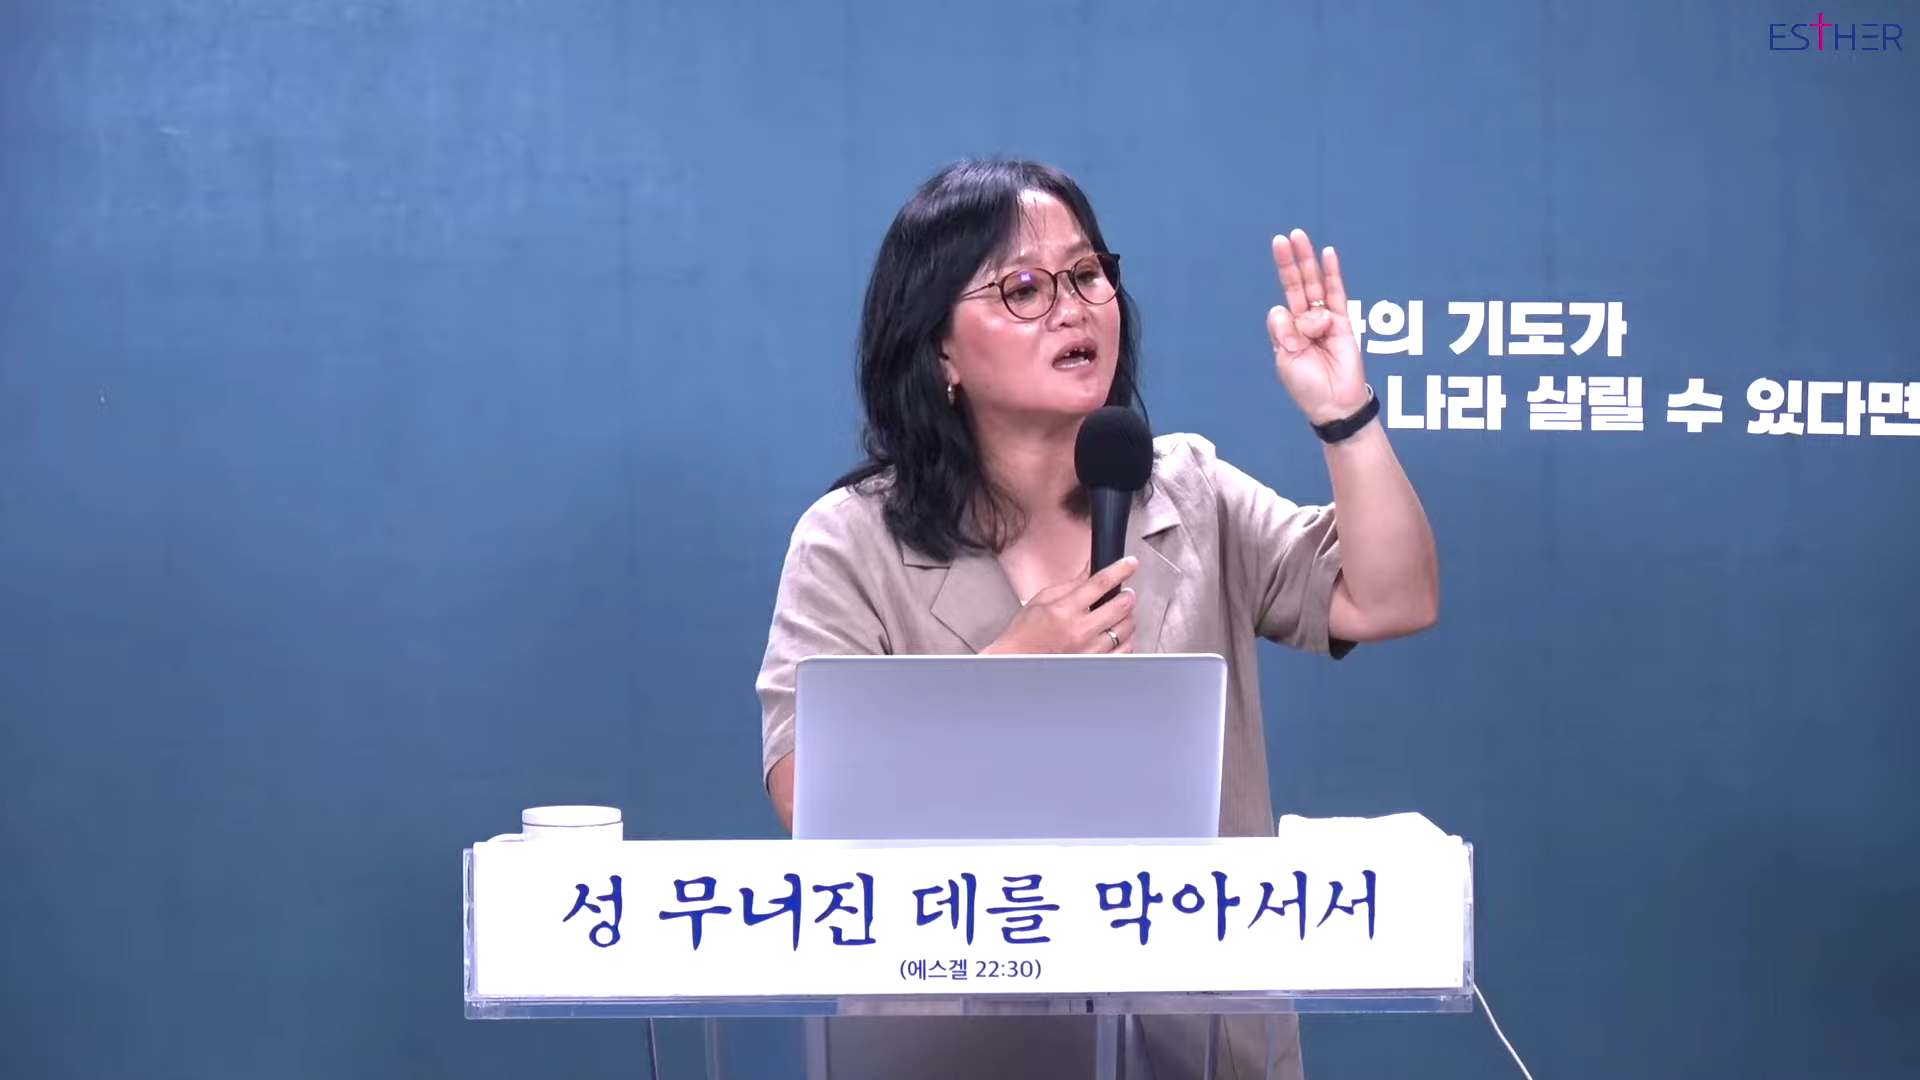 ESTHER
의 기도가
나라 살릴 수 있다면
성 무너진 데를 막아서서
(에스겔 22:30)